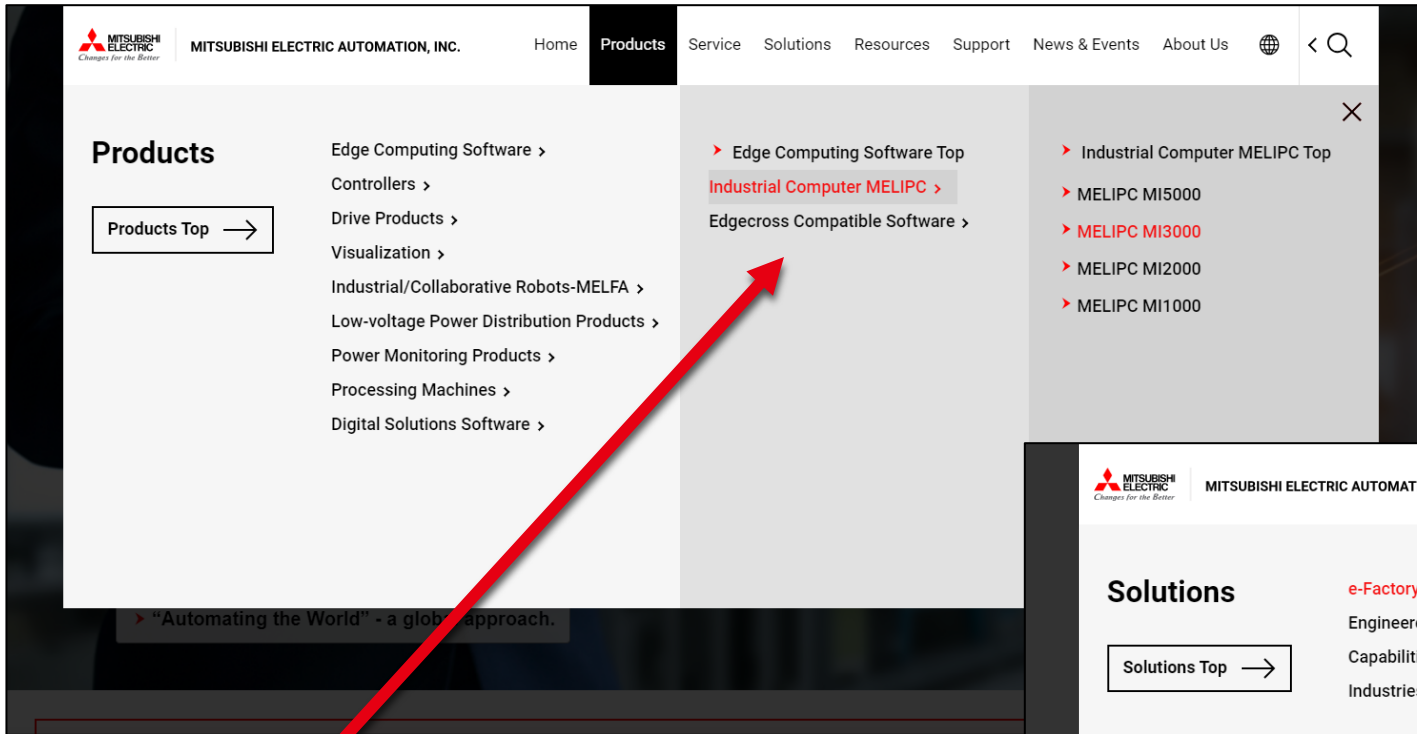 MITSUBISHI ELECTRIC
Changes for the Better
MITSUBISHI ELECTRIC AUTOMATION, INC.
Home
Products
Service
Solutions
Resources
Support
News & Events
About Us
Products
Products Top
Edge Computing Software
Controllers
Drive Products
Visualization
Industrial/Collaborative Robots-MELFA
Low-voltage Power Distribution Products
Power Monitoring Products
Processing Machines
Digital Solutions Software
Edge Computing Software Top
Industrial Computer MELIPC
Edgecross Compatible Software
Industrial Computer MELIPC Top
MELIPC MI5000
MELIPC MI3000
MELIPC MI2000
MELIPC MI1000
"Automating the World" - a global approach.
MITSUBISHI ELECTRIC
Changes for the Better
MITSUBISHI ELECTRIC AUTOMAT
Solutions
Solutions Top
e-Factory
Engineer
Capabilit
Industries